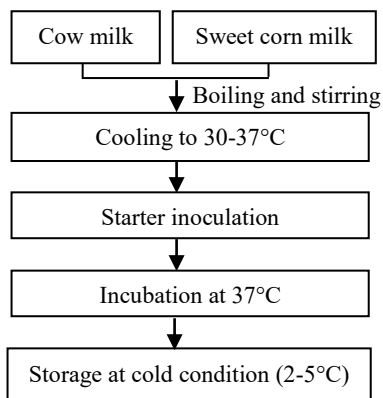 Cow milk
Sweet corn milk
Boiling and stirring
Cooling to 30-37°C
Starter inoculation
Incubation at 37°C
Storage at cold condition (2-5°C)